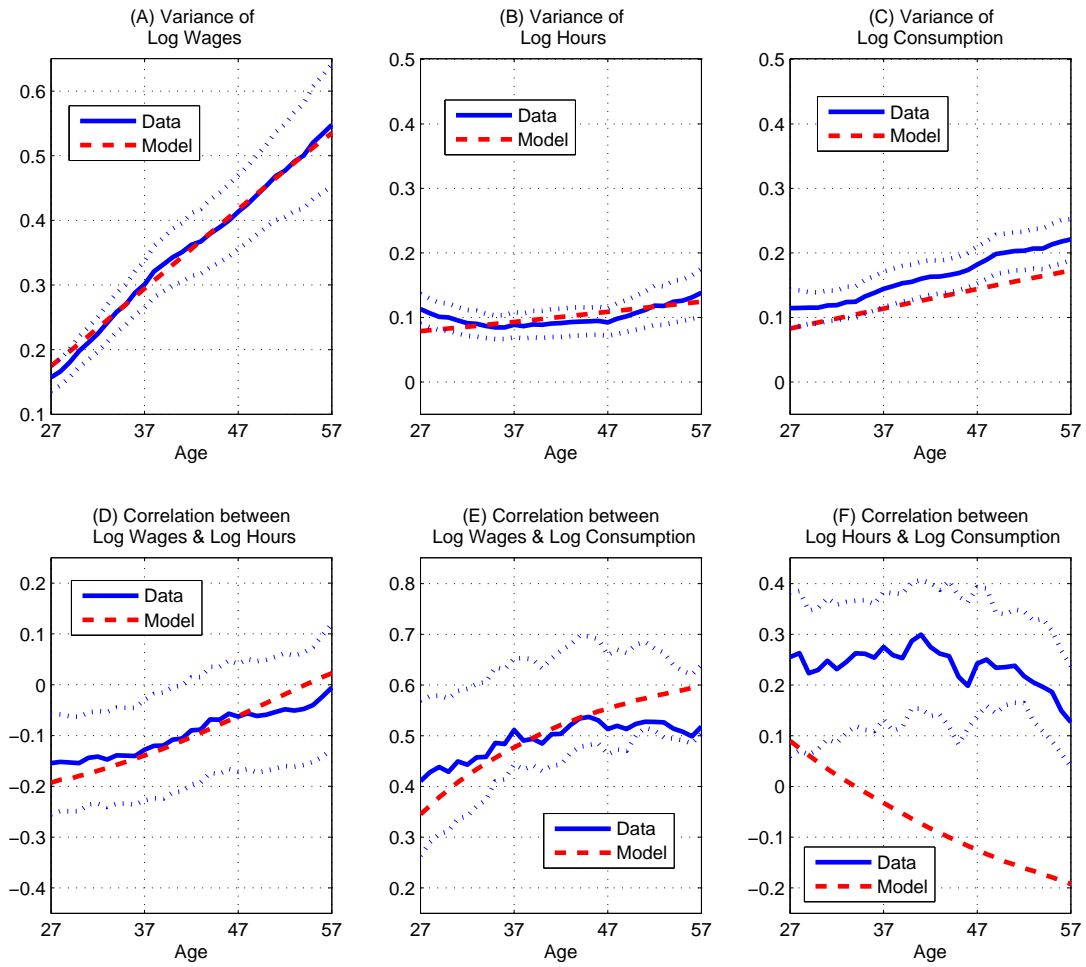 (A) Variance of
Log Wages
0.6
0.5
0.4
0.3
0.2
0.1
27
37
47
57
Age
Data
Model
(B) Variance of
Log Hours
0.5
0.4
0.3
0.2
0.1
0
27
37
47
57
Age
Data
Model
(C) Variance of
Log Consumption
0.5
0.4
0.3
0.2
0.1
0
27
37
47
57
Age
Data
Model
(D) Correlation between
Log Wages & Log Hours
0.2
0.1
0
−0.1
−0.2
−0.3
−0.4
27
37
47
57
Age
Data
Model
(E) Correlation between
Log Wages & Log Consumption
0.8
0.7
0.6
0.5
0.4
0.3
0.2
27
37
47
57
Age
Data
Model
(F) Correlation between
Log Hours & Log Consumption
0.4
0.3
0.2
0.1
0
−0.1
−0.2
27
37
47
57
Age
Data
Model